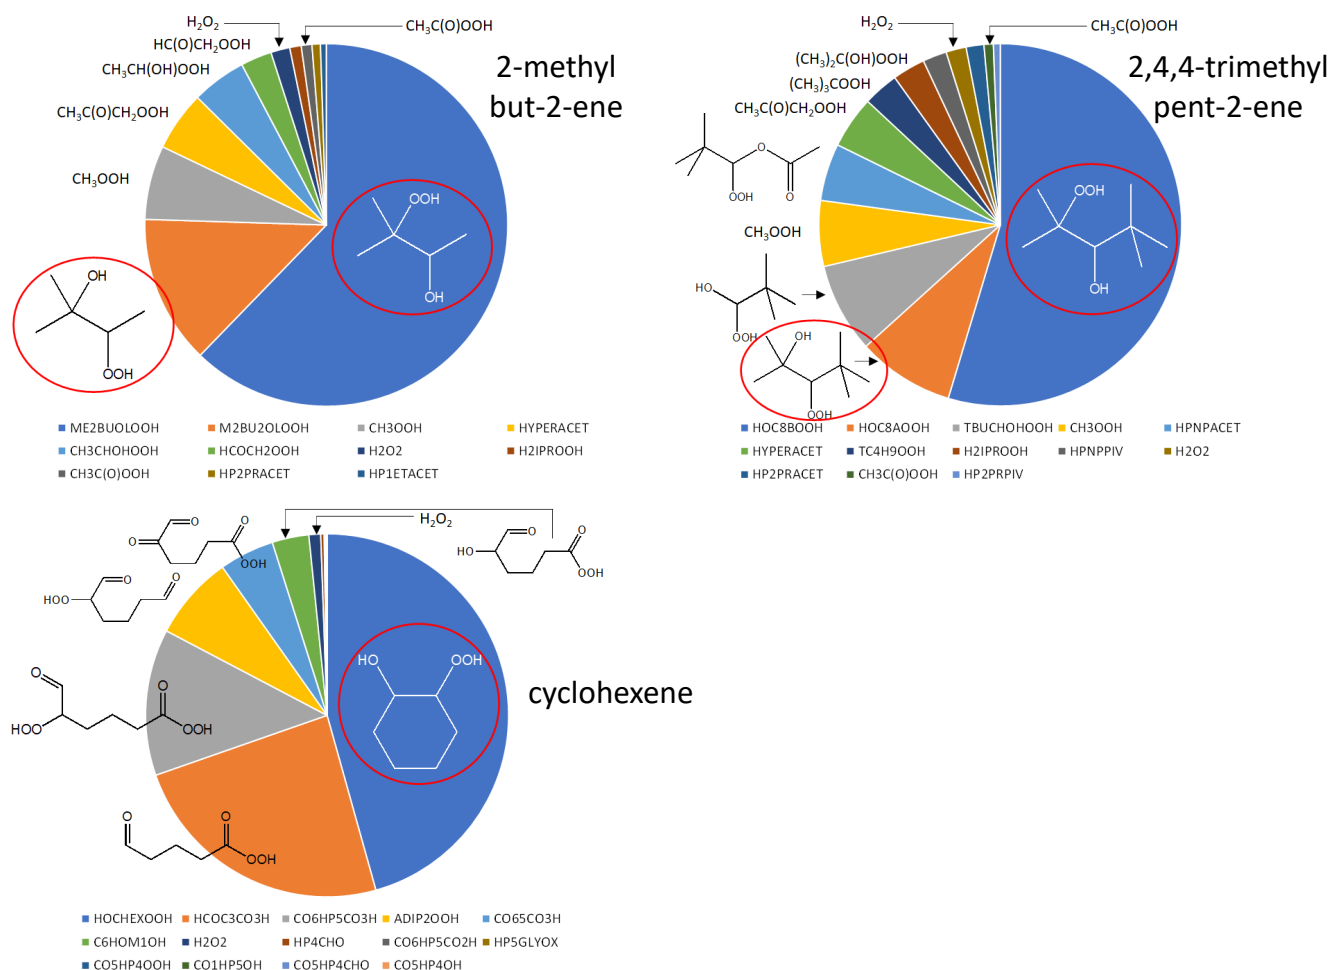 H₂O₂
CH₃C(O)OOH
HC(O)CH₂OOH
CH₃CH(OH)OOH
CH₃C(O)CH₂OOH
CH₃OOH
2-methyl
but-2-ene
OOH
OH
OH
OOH
ME2BUOLOOH M2BU2OLOOH CH3OOH HYPERACET
CH3CHOHOOH HCOCH2OOH H2O2 H2IPROOH
CH3C(O)OOH HP2PRACET HP1ETACET
H₂O₂
CH₃C(O)OOH
(CH₃)₂C(OH)OOH
(CH₃)₃COOH
CH₃C(O)CH₂OOH
2,4,4-trimethyl
pent-2-ene
O
OOH
O
CH₃OOH
HO
OOH
OH
OOH
OOH
OH
HOC8BOOH HOC8AOOH TBUCHOHOOH CH3OOH HPNPACET
HYPERACET TC4H9OOH H2IPROOH HPNPPIV H2O2
HP2PRACET CH3C(O)OOH HP2PRPIV
H₂O₂
O
O
O
OOH
O
HOO
O
O
HO
O
OOH
O
HOO
O
OOH
O
O
OOH
HO
OOH
cyclohexene
HOCHEXOOH HCOC3CO3H CO6HP5CO3H ADIP2OOH CO65CO3H
C6HOM1OH H2O2 HP4CHO CO6HP5CO2H HP5GLYOX
CO5HP4OOH CO1HP5OH CO5HP4CHO CO5HP4OH